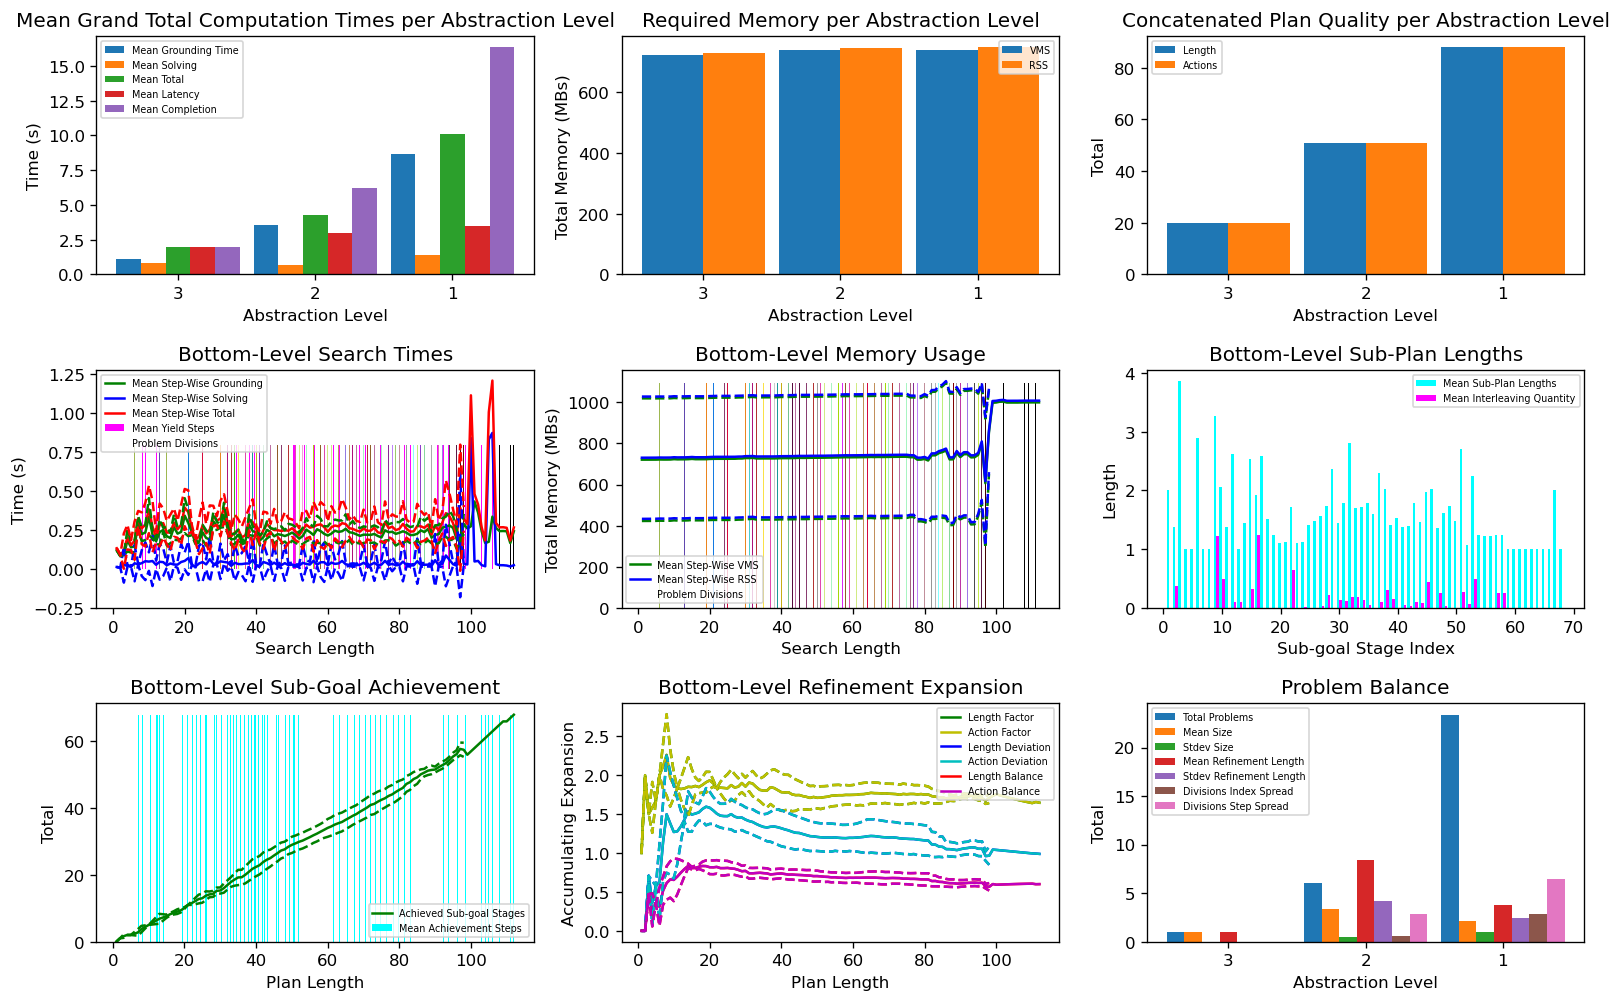 Mean Grand Total Computation Times per Abstraction Level
Time (s)
15.0
12.5
10.0
7.5
5.0
2.5
0.0
Mean Grounding Time
Mean Solving
Mean Total
Mean Latency
Mean Completion
3 2 1
Abstraction Level
Required Memory per Abstraction Level
Total Memory (MBs)
600
400
200
0
VMS
RSS
3 2 1
Abstraction Level
Concatenated Plan Quality per Abstraction Level
Total
80
60
40
20
0
Length
Actions
3 2 1
Abstraction Level
Bottom-Level Search Times
Time (s)
1.25
1.00
0.75
0.50
0.25
0.00
−0.25
Mean Step-Wise Grounding
Mean Step-Wise Solving
Mean Step-Wise Total
Mean Yield Steps
Problem Divisions
0 20 40 60 80 100
Search Length
Bottom-Level Memory Usage
Total Memory (MBs)
1000
800
600
400
200
0
Mean Step-Wise VMS
Mean Step-Wise RSS
Problem Divisions
0 20 40 60 80 100
Search Length
Bottom-Level Sub-Plan Lengths
Length
4
3
2
1
0
Mean Sub-Plan Lengths
Mean Interleaving Quantity
0 10 20 30 40 50 60 70
Sub-goal Stage Index
Bottom-Level Sub-Goal Achievement
Total
60
40
20
0
Achieved Sub-goal Stages
Mean Achievement Steps
0 20 40 60 80 100
Plan Length
Bottom-Level Refinement Expansion
Accumulating Expansion
2.5
2.0
1.5
1.0
0.5
0.0
Length Factor
Action Factor
Length Deviation
Action Deviation
Length Balance
Action Balance
0 20 40 60 80 100
Plan Length
Problem Balance
Total
20
15
10
5
0
Total Problems
Mean Size
Stdev Size
Mean Refinement Length
Stdev Refinement Length
Divisions Index Spread
Divisions Step Spread
3 2 1
Abstraction Level